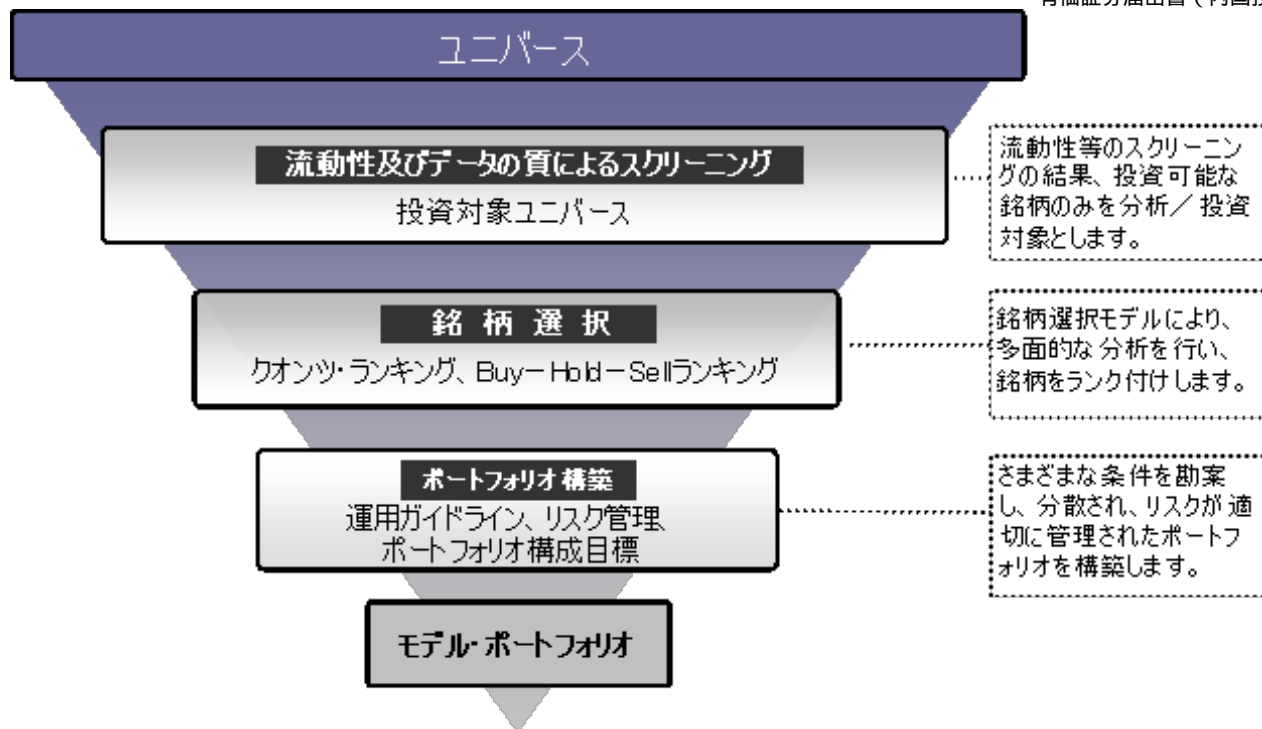 有価証券届出書（内国投
ユニバース
流動性及びデータの質によるスクリーニング
投資対象ユニバース
流動性等のスクリーニン
グの結果、投資可能な
銘柄のみを分析／投資
対象とします。
銘柄選択
クオンツ・ランキング、Buy－Hold－Sellランキング
銘柄選択モデルにより、
多面的な分析を行い、
銘柄をランク付けします。
ポートフォリオ構築
運用ガイドライン、リスク管理、
ポートフォリオ構成目標
さまざまな条件を勘案
し、分散され、リスクが適
切に管理されたポートフ
ォリオを構築します。
モデル・ポートフォリオ